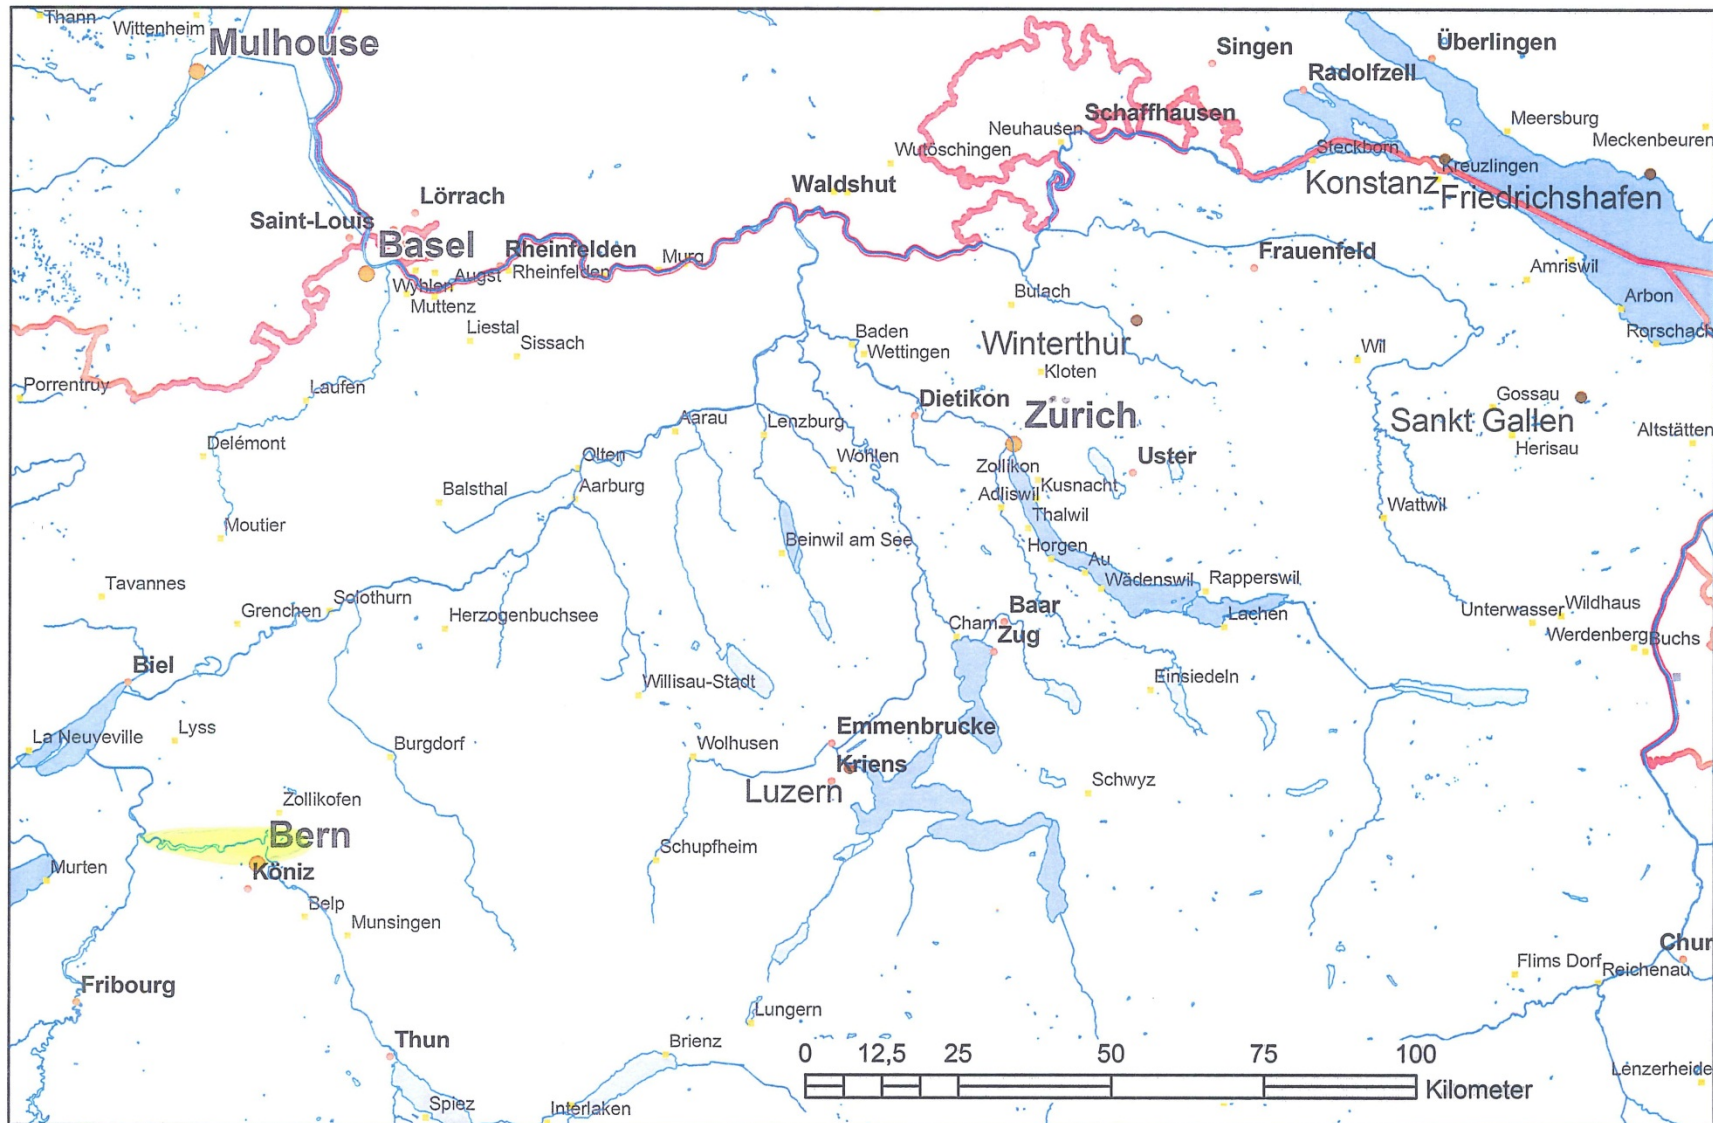 Thann
Wittenheim
Mulhouse
Singen
Überlingen
Radolfzell
Schaffhausen
Neuhausen
Meersburg
Meckenbeuren
Wutöschingen
Steckborn
Kreuzlingen
Konstanz
Friedrichshafen
Waldshut
Lörrach
Saint-Louis
Basel
Rheinfelden
Rheinfelden
Murg
Augst
Wyhlen
Muttenz
Frauenfeld
Amriswil
Arbon
Rorschach
Bulach
Liestal
Sissach
Baden
Wettingen
Winterthur
Kloten
Wil
Porrentruy
Laufen
Dietikon
Zürich
Gossau
Sankt Gallen
Herisau
Altstätten
Delémont
Aarau
Lenzburg
Olten
Wohlen
Zollikon
Uster
Kusnacht
Adliswil
Balsthal
Aarburg
Thalwil
Wattwil
Moutier
Beinwil am See
Horgen
Au
Wädenswil
Rapperswil
Tavannes
Grenchen
Solothurn
Herzogenbuchsee
Baar
Cham
Zug
Lachen
Unterwasser
Wildhaus
Werdenberg
Buchs
Biel
Willisau-Stadt
Einsiedeln
La Neuveville
Lyss
Burgdorf
Wolhusen
Emmenbrucke
Kriens
Luzern
Schwyz
Zollikofen
Bern
Köniz
Murten
Schupfheim
Belp
Munsingen
Chur
Flims Dorf
Reichenau
Fribourg
Lungern
Thun
Brienz
0 12,5 25 50 75 100
Kilometer
Lenzerheide
Spiez
Interlaken